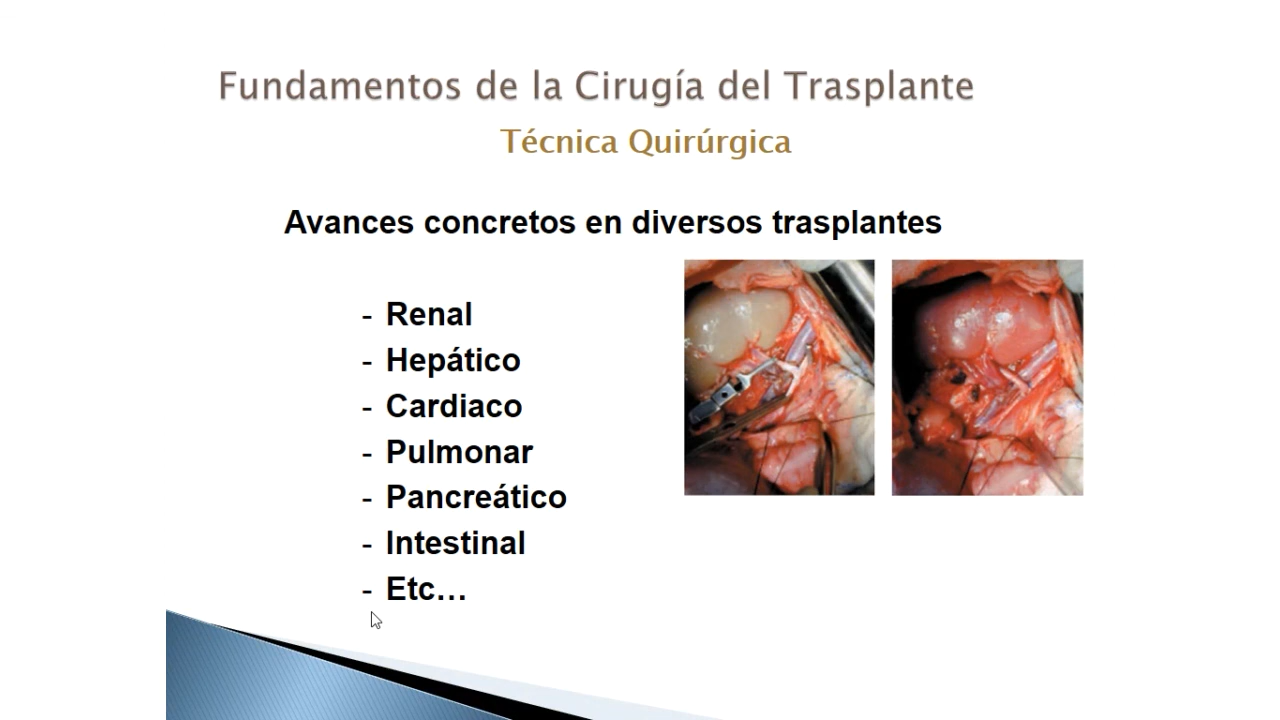 Fundamentos de la Cirugía del Trasplante
Técnica Quirúrgica
Avances concretos en diversos trasplantes
- Renal
- Hepático
- Cardiaco
- Pulmonar
- Pancreático
- Intestinal
- Etc…